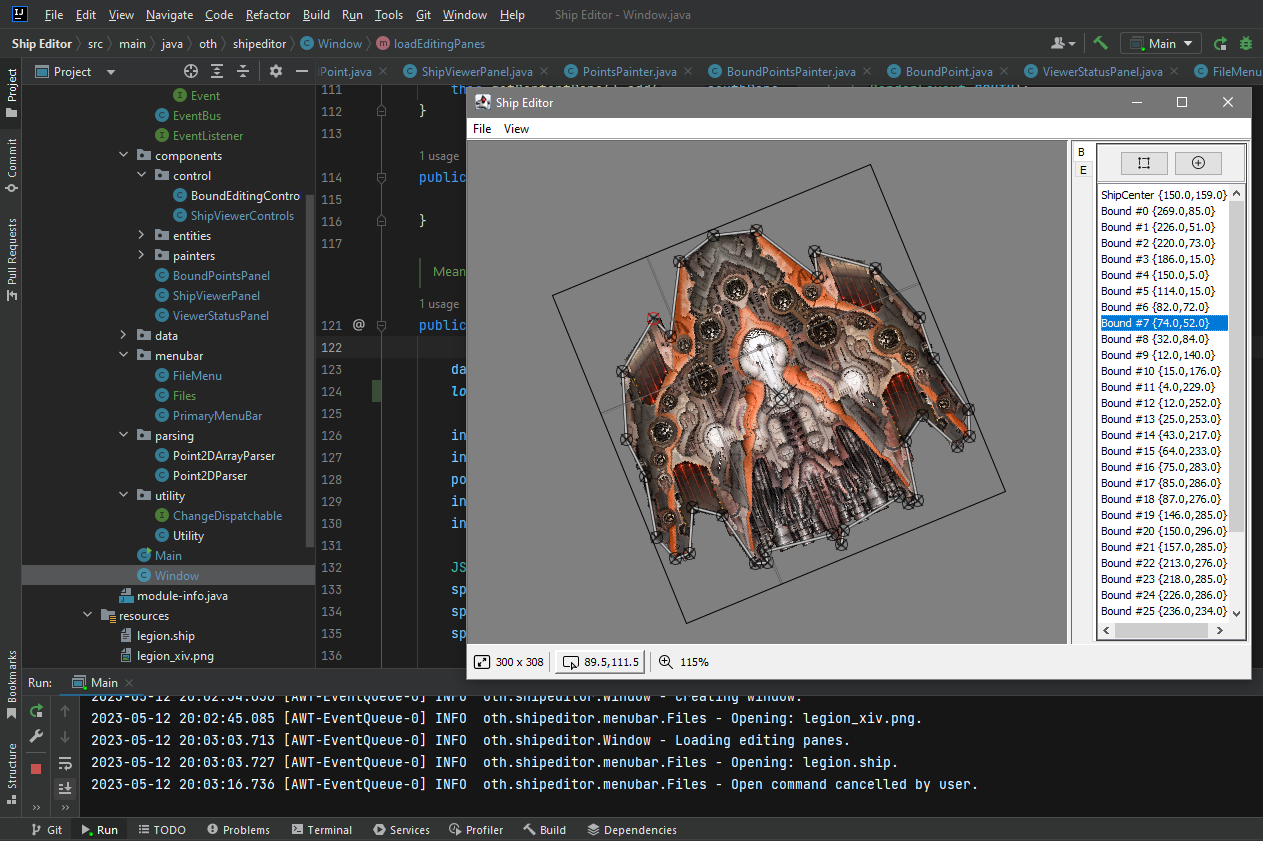 File Edit View Navigate Code Refactor Build Run Tools Git Window Help Ship Editor - Window.java
Ship Editor src main java oth shipeditor Window loadEditingPanes Main
Project
Point.java ShipViewerPanel.java PointsPainter.java BoundPointsPainter.java BoundPoint.java ViewerStatusPanel.java FileMenu
Project
Commit
Pull Requests
Bookmarks
Structure
Event
EventBus
EventListener
components
control
BoundEditingContro
ShipViewerControls
entities
painters
BoundPointsPanel
ShipViewerPanel
ViewerStatusPanel
data
menubar
FileMenu
Files
PrimaryMenuBar
parsing
Point2DArrayParser
Point2DParser
utility
ChangeDispatchable
Utility
Main
Window
module-info.java
resources
legion.ship
legion_xiv.png
111
112 }
113
1 usage
114 public
115
116 }
117
Mean
1 usage
121 @ public
122
123 da
124 lo
125
126 in
127 in
128 po
129 in
130 in
131
132 JS
133 sp
134 sp
135 sp
136
Ship Editor
File View
B
E
ShipCenter {150.0,159.0}
Bound #0 {269.0,85.0}
Bound #1 {226.0,51.0}
Bound #2 {220.0,73.0}
Bound #3 {186.0,15.0}
Bound #4 {150.0,5.0}
Bound #5 {114.0,15.0}
Bound #6 {82.0,72.0}
Bound #7 {74.0,52.0}
Bound #8 {32.0,84.0}
Bound #9 {12.0,140.0}
Bound #10 {15.0,176.0}
Bound #11 {4.0,229.0}
Bound #12 {12.0,252.0}
Bound #13 {25.0,253.0}
Bound #14 {43.0,217.0}
Bound #15 {64.0,233.0}
Bound #16 {75.0,283.0}
Bound #17 {85.0,286.0}
Bound #18 {87.0,276.0}
Bound #19 {146.0,285.0}
Bound #20 {150.0,296.0}
Bound #21 {157.0,285.0}
Bound #22 {213.0,276.0}
Bound #23 {218.0,285.0}
Bound #24 {226.0,286.0}
Bound #25 {236.0,234.0}
300 x 308 89.5,111.5 115%
Run: Main
2023-05-12 20:02:34.636 [AWT-EventQueue-0] INFO oth.shipeditor.Window - Creating window.
2023-05-12 20:02:45.085 [AWT-EventQueue-0] INFO oth.shipeditor.menubar.Files - Opening: legion_xiv.png.
2023-05-12 20:03:03.713 [AWT-EventQueue-0] INFO oth.shipeditor.Window - Loading editing panes.
2023-05-12 20:03:03.727 [AWT-EventQueue-0] INFO oth.shipeditor.menubar.Files - Opening: legion.ship.
2023-05-12 20:03:16.736 [AWT-EventQueue-0] INFO oth.shipeditor.menubar.Files - Open command cancelled by user.
Git Run TODO Problems Terminal Services Profiler Build Dependencies